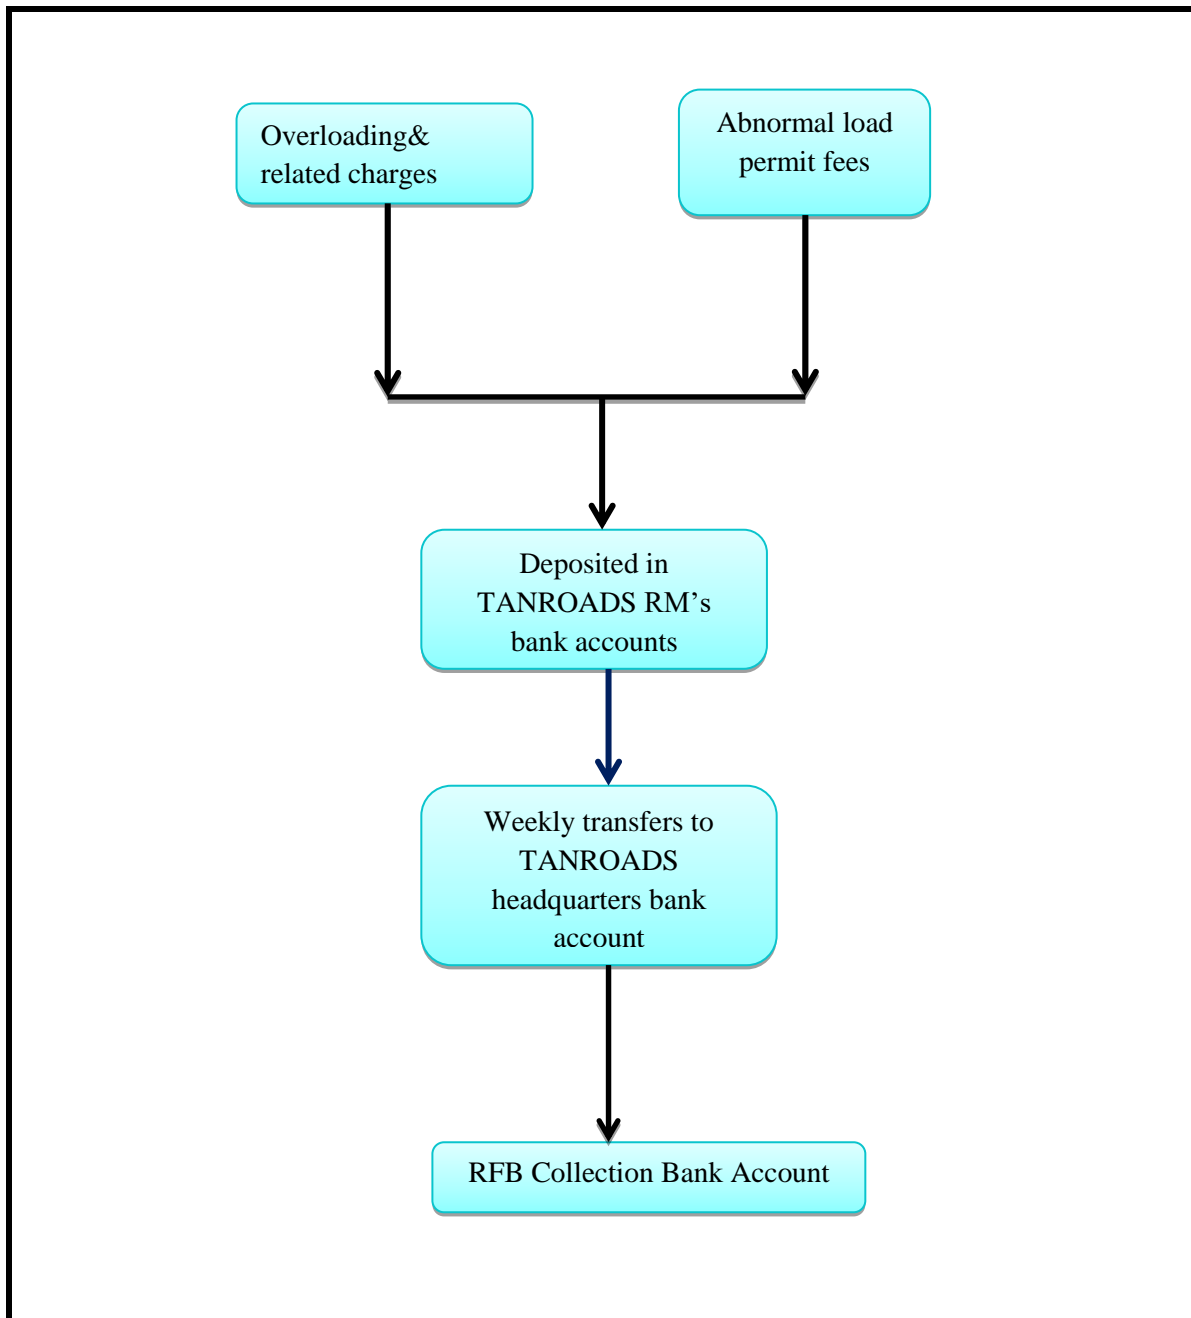 Overloading&
related charges
Abnormal load
permit fees
Deposited in
TANROADS RM’s
bank accounts
Weekly transfers to
TANROADS
headquarters bank
account
RFB Collection Bank Account